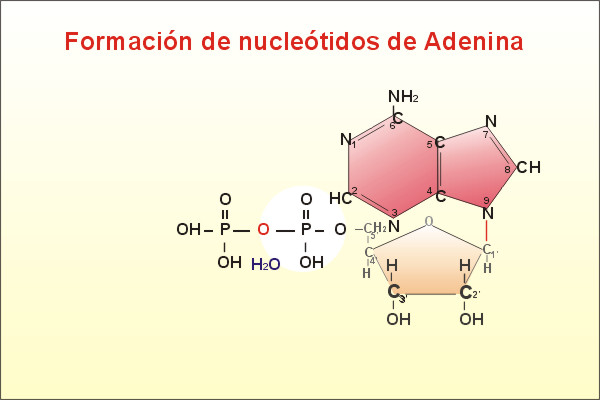 Formación de nucleótidos de Adenina
NH2
C
6
N
1
5
C
N
7
HC
2
4
C
8
CH
3
N
9
N
O
O
O
OH
P
O
P
O
CH2
5'
C
4'
C
1'
OH
H2O
OH
H
H
H
H
C
3'
C
2'
OH
OH